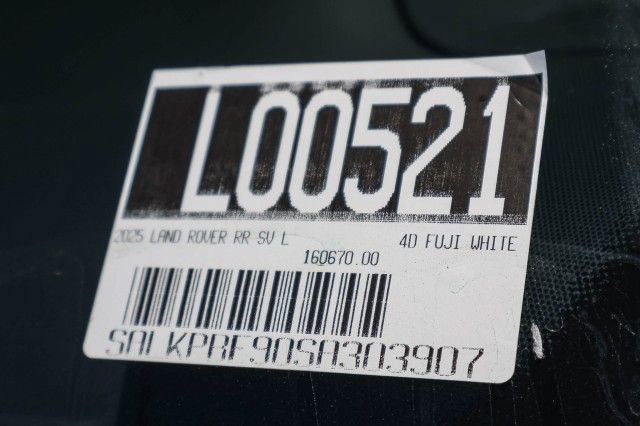 L00521
2025 LAND ROVER RR SV L 4D FUJI WHITE
160670.00
SALKPRF90SA303907